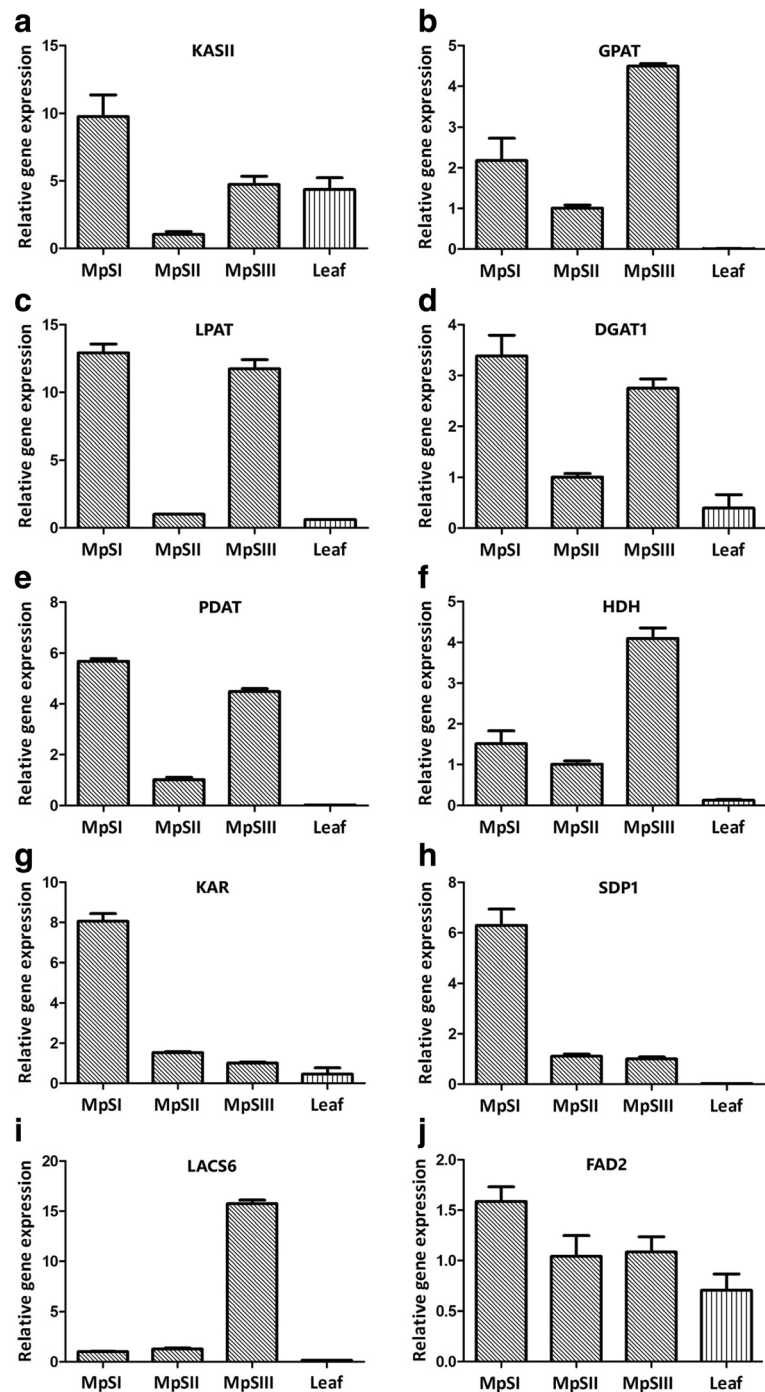 a
KASII
Relative gene expression
15
10
5
0
MpSI MpSII MpSIII Leaf
b
GPAT
Relative gene expression
5
4
3
2
1
0
MpSI MpSII MpSIII Leaf
c
LPAT
Relative gene expression
15
10
5
0
MpSI MpSII MpSIII Leaf
d
DGAT1
Relative gene expression
4
3
2
1
0
MpSI MpSII MpSIII Leaf
e
PDAT
Relative gene expression
8
6
4
2
0
MpSI MpSII MpSIII Leaf
f
HDH
Relative gene expression
5
4
3
2
1
0
MpSI MpSII MpSIII Leaf
g
KAR
Relative gene expression
10
8
6
4
2
0
MpSI MpSII MpSIII Leaf
h
SDP1
Relative gene expression
8
6
4
2
0
MpSI MpSII MpSIII Leaf
i
LACS6
Relative gene expression
20
15
10
5
0
MpSI MpSII MpSIII Leaf
j
FAD2
Relative gene expression
2.0
1.5
1.0
0.5
0.0
MpSI MpSII MpSIII Leaf